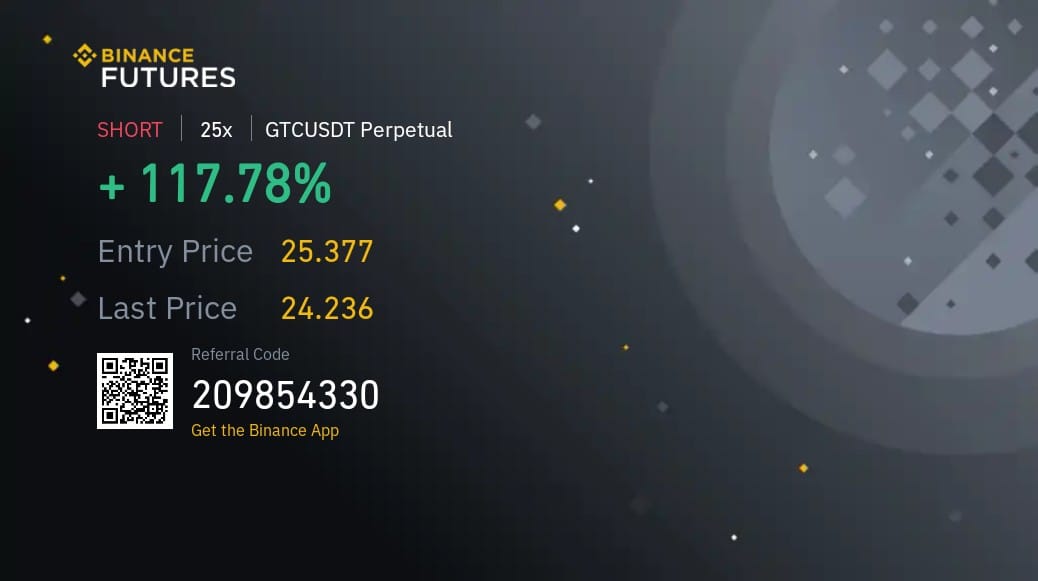 BINANCE
FUTURES
SHORT | 25x | GTCUSDT Perpetual
+ 117.78%
Entry Price 25.377
Last Price 24.236
Referral Code
209854330
Get the Binance App